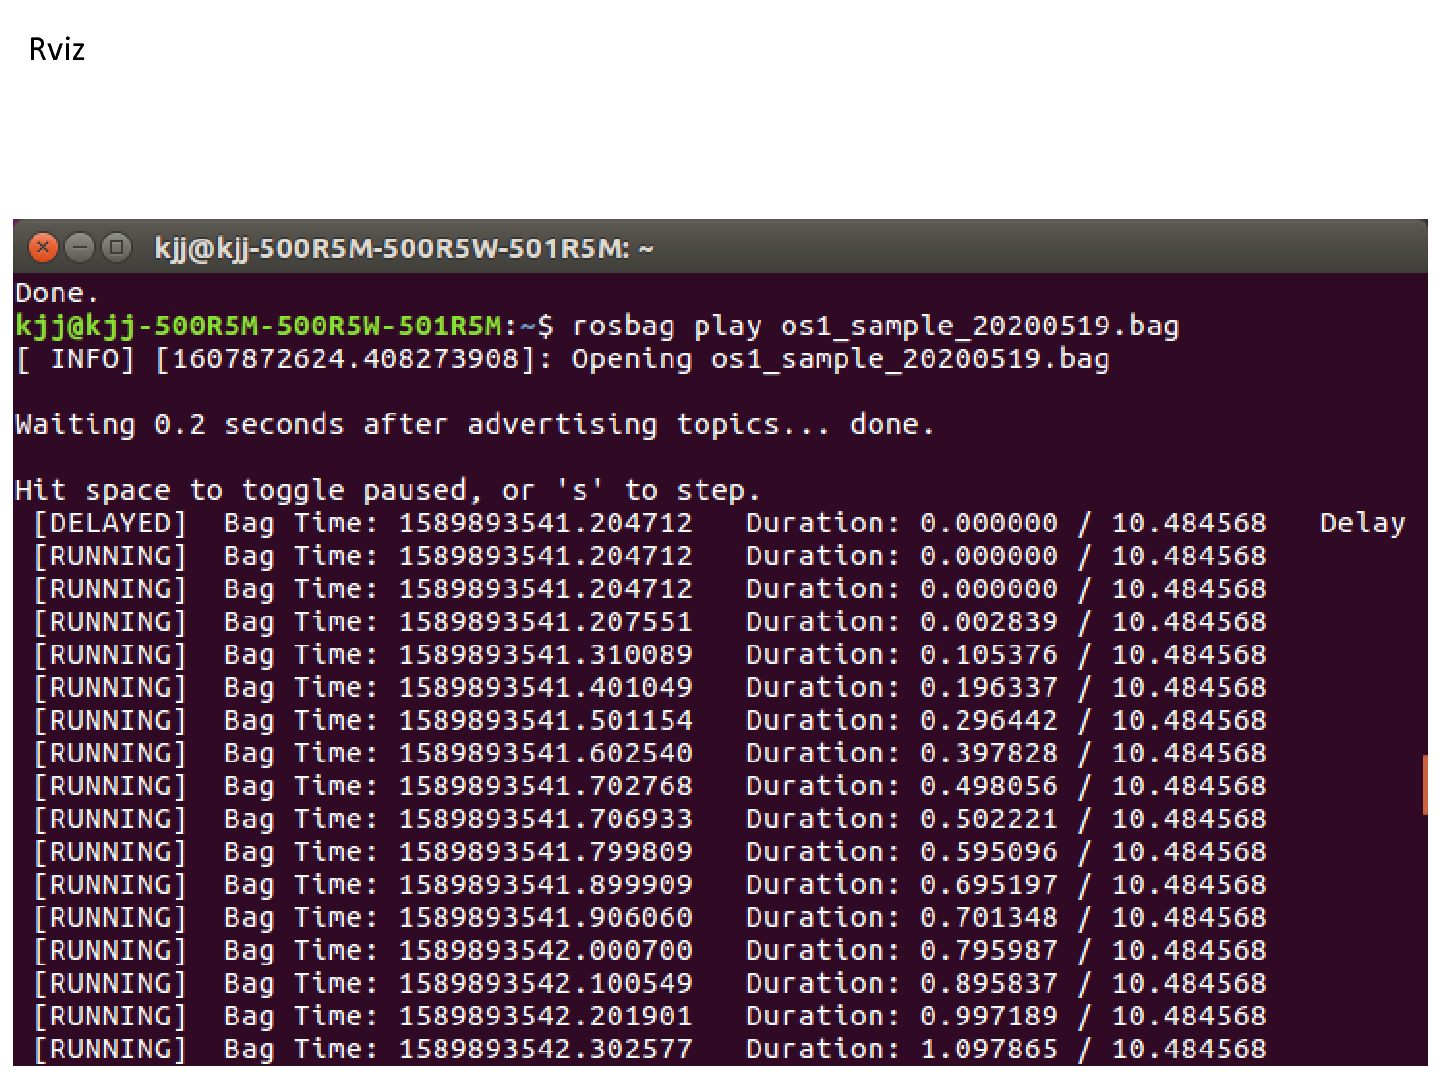 Rviz
kjj@kjj-500R5M-500R5W-501R5M: ~
Done.
kjj@kjj-500R5M-500R5W-501R5M:~$ rosbag play os1_sample_20200519.bag
[ INFO] [1607872624.408273908]: Opening os1_sample_20200519.bag
Waiting 0.2 seconds after advertising topics... done.
Hit space to toggle paused, or 's' to step.
[DELAYED]  Bag Time: 1589893541.204712   Duration: 0.000000 / 10.484568   Delay
[RUNNING]  Bag Time: 1589893541.204712   Duration: 0.000000 / 10.484568
[RUNNING]  Bag Time: 1589893541.204712   Duration: 0.000000 / 10.484568
[RUNNING]  Bag Time: 1589893541.207551   Duration: 0.002839 / 10.484568
[RUNNING]  Bag Time: 1589893541.310089   Duration: 0.105376 / 10.484568
[RUNNING]  Bag Time: 1589893541.401049   Duration: 0.196337 / 10.484568
[RUNNING]  Bag Time: 1589893541.501154   Duration: 0.296442 / 10.484568
[RUNNING]  Bag Time: 1589893541.602540   Duration: 0.397828 / 10.484568
[RUNNING]  Bag Time: 1589893541.702768   Duration: 0.498056 / 10.484568
[RUNNING]  Bag Time: 1589893541.706933   Duration: 0.502221 / 10.484568
[RUNNING]  Bag Time: 1589893541.799809   Duration: 0.595096 / 10.484568
[RUNNING]  Bag Time: 1589893541.899909   Duration: 0.695197 / 10.484568
[RUNNING]  Bag Time: 1589893541.906060   Duration: 0.701348 / 10.484568
[RUNNING]  Bag Time: 1589893542.000700   Duration: 0.795987 / 10.484568
[RUNNING]  Bag Time: 1589893542.100549   Duration: 0.895837 / 10.484568
[RUNNING]  Bag Time: 1589893542.201901   Duration: 0.997189 / 10.484568
[RUNNING]  Bag Time: 1589893542.302577   Duration: 1.097865 / 10.484568